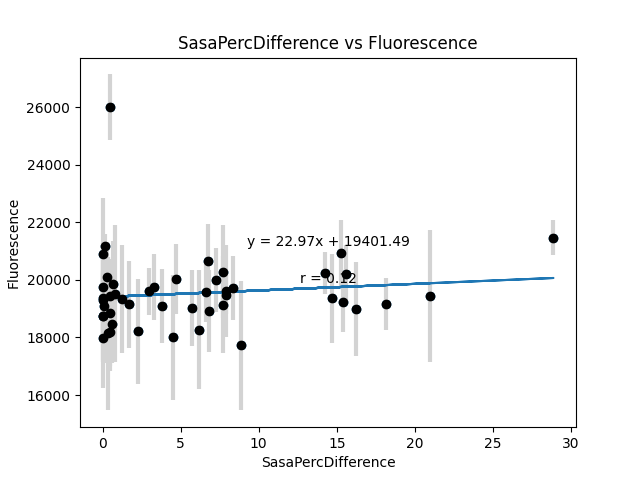 SasaPercDifference vs Fluorescence
26000
24000
22000
20000
18000
16000
Fluorescence
y = 22.97x + 19401.49
r = 0.12
0 5 10 15 20 25 30
SasaPercDifference